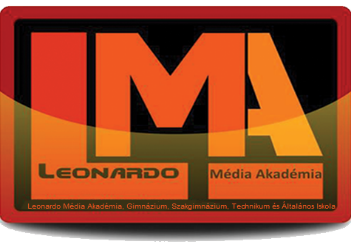 LMA
LEONARDO Média Akadémia
Leonardo Média Akadémia, Gimnázium, Szakgimnázium, Technikum és Általános Iskola